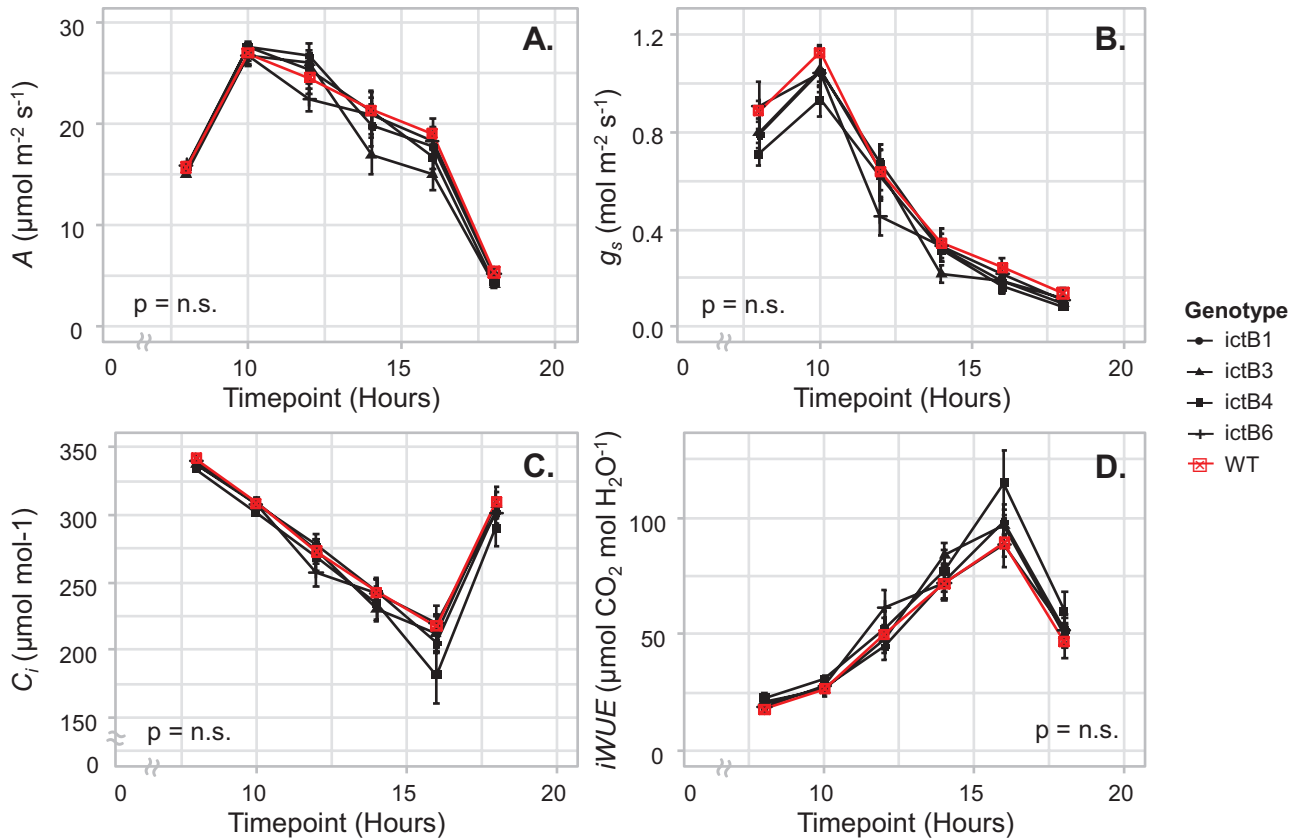 A.
30
20
10
0
A (µmol m⁻² s⁻¹)
p = n.s.
0 10 15 20
Timepoint (Hours)
B.
1.2
0.8
0.4
0.0
gₛ (mol m⁻² s⁻¹)
p = n.s.
0 10 15 20
Timepoint (Hours)
C.
350
300
250
200
150
0
Cᵢ (µmol mol-1)
p = n.s.
0 10 15 20
Timepoint (Hours)
D.
100
50
0
iWUE (µmol CO₂ mol H₂O⁻¹)
p = n.s.
0 10 15 20
Timepoint (Hours)
Genotype
ictB1
ictB3
ictB4
ictB6
WT